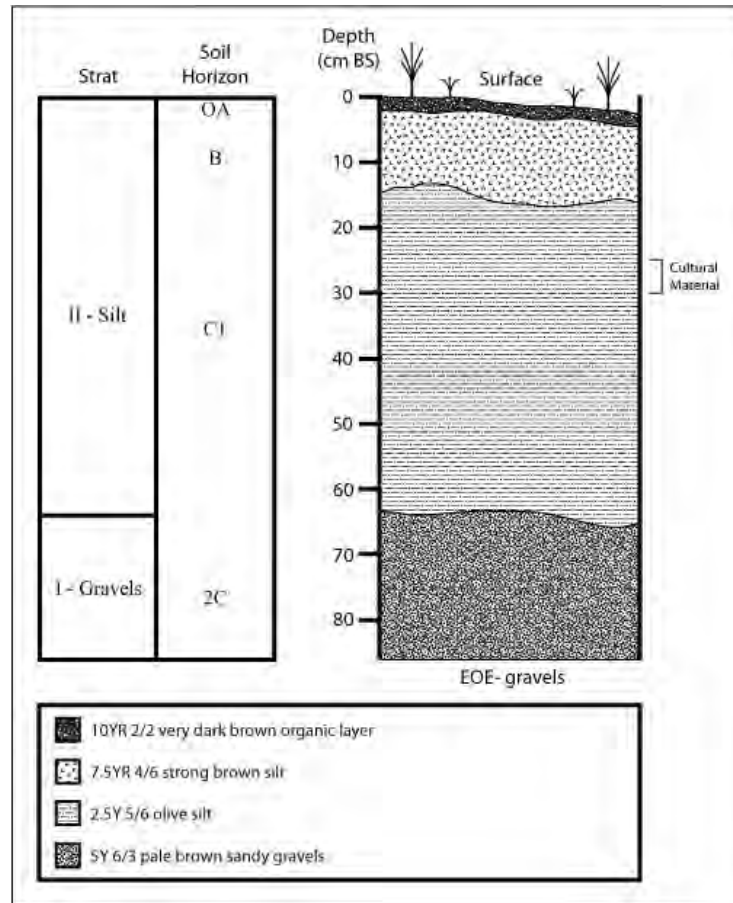 Strat
Soil
Horizon
Depth
(cm BS)
Surface
0
10
20
30
40
50
60
70
80
OA
B
C1
2C
II - Silt
I - Gravels
Cultural
Material
EOE- gravels
10YR 2/2 very dark brown organic layer
7.5YR 4/6 strong brown silt
2.5Y 5/6 olive silt
5Y 6/3 pale brown sandy gravels